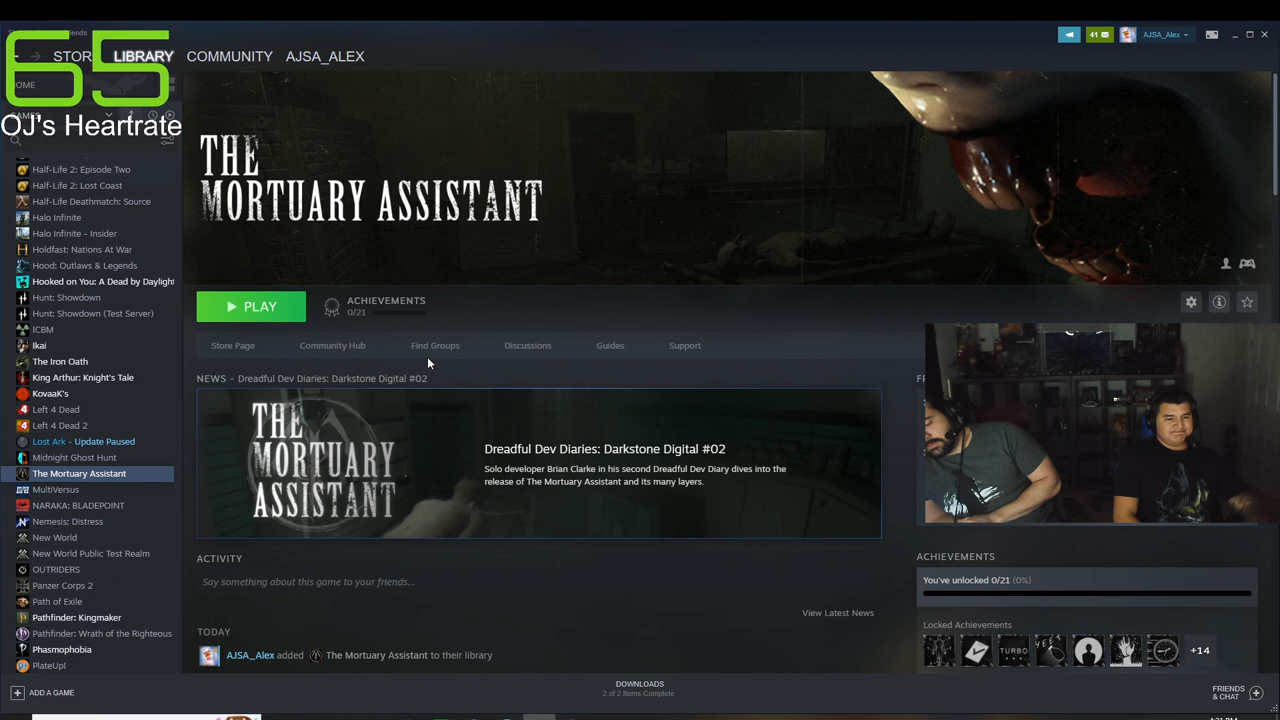 65
OJ's Heartrate
STOR
LIBRARY
COMMUNITY
AJSA_ALEX
41
AJSA_Alex
Half-Life 2: Episode Two
Half-Life 2: Lost Coast
Half-Life Deathmatch: Source
Halo Infinite
Halo Infinite - Insider
Holdfast: Nations At War
Hood: Outlaws & Legends
Hooked on You: A Dead by Daylight
Hunt: Showdown
Hunt: Showdown (Test Server)
ICBM
Ikai
The Iron Oath
King Arthur: Knight's Tale
KovaaK's
Left 4 Dead
Left 4 Dead 2
Lost Ark - Update Paused
Midnight Ghost Hunt
The Mortuary Assistant
MultiVersus
NARAKA: BLADEPOINT
Nemesis: Distress
New World
New World Public Test Realm
OUTRIDERS
Panzer Corps 2
Path of Exile
Pathfinder: Kingmaker
Pathfinder: Wrath of the Righteous
Phasmophobia
PlateUp!
ADD A GAME
THE
MORTUARY ASSISTANT
PLAY
ACHIEVEMENTS
0/21
Store Page
Community Hub
Find Groups
Discussions
Guides
Support
NEWS - Dreadful Dev Diaries: Darkstone Digital #02
THE
MORTUARY
ASSISTANT
Dreadful Dev Diaries: Darkstone Digital #02
Solo developer Brian Clarke in his second Dreadful Dev Diary dives into the
release of The Mortuary Assistant and its many layers.
ACTIVITY
Say something about this game to your friends...
View Latest News
TODAY
AJSA_Alex added The Mortuary Assistant to their library
ACHIEVEMENTS
You've unlocked 0/21 (0%)
Locked Achievements
TURBO
+14
DOWNLOADS
2 of 2 Items Complete
FRIENDS
& CHAT